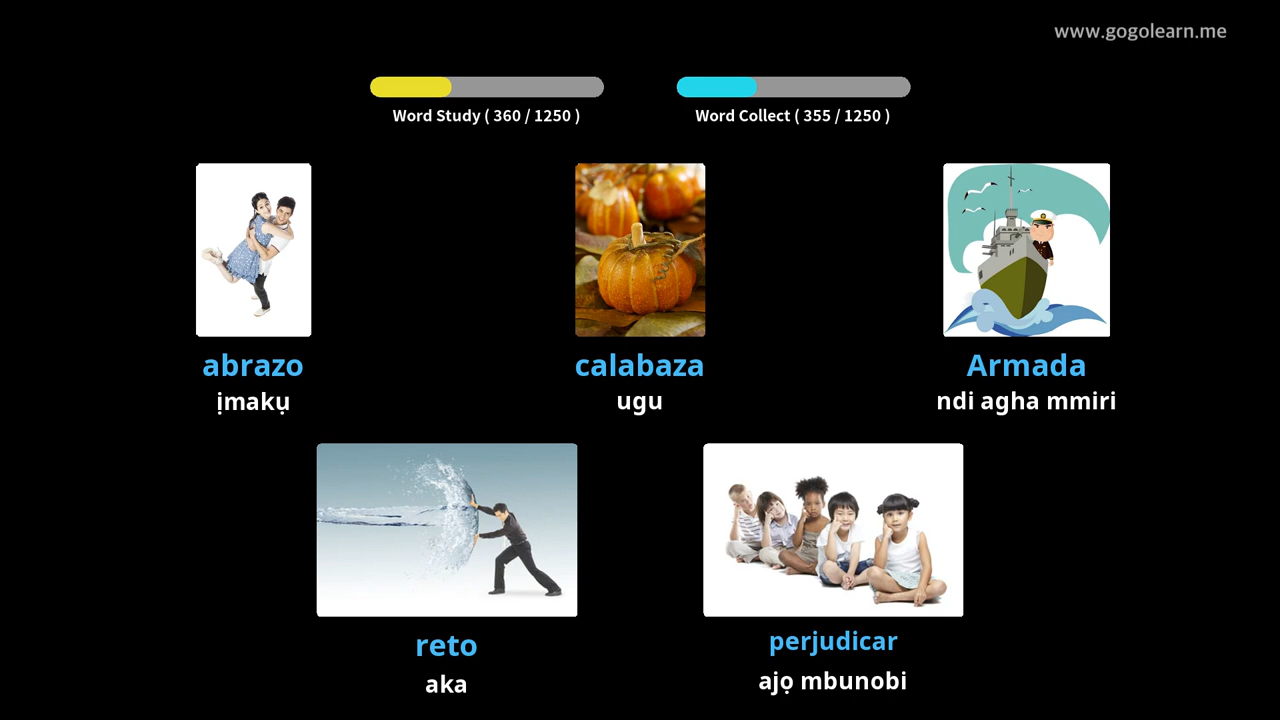 www.gogolearn.me
Word Study ( 360 / 1250 )
Word Collect ( 355 / 1250 )
abrazo
ịmakụ
calabaza
ugu
Armada
ndi agha mmiri
reto
aka
perjudicar
ajọ mbunobi